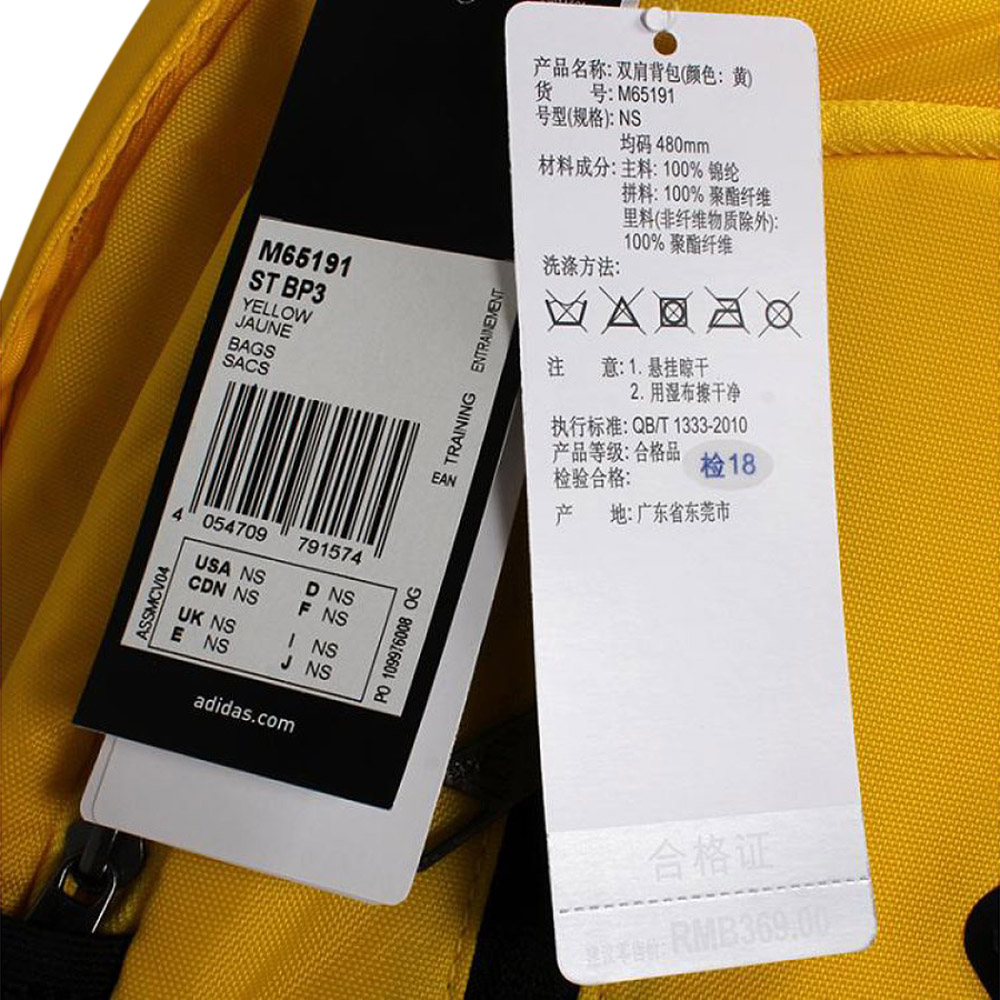 M65191
ST BP3
YELLOW
JAUNE
BAGS
SACS
ENTRAINEMENT
TRAINING
EAN
4 054709 791574
USA NS
CDN NS
UK NS
E NS
D NS
F NS
I NS
J NS
ASSMCV04
PO 109976008 OG
adidas.com
产品名称: 双肩背包(颜色: 黄)
货 号: M65191
号型(规格): NS
均码 480mm
材料成分: 主料: 100% 锦纶
拼料: 100% 聚酯纤维
里料(非纤维物质除外):
100% 聚酯纤维
洗涤方法:
注 意: 1. 悬挂晾干
2. 用湿布擦干净
执行标准: QB/T 1333-2010
产品等级: 合格品
检验合格:
检18
产 地: 广东省东莞市
合格证
建议零售价: RMB369.00